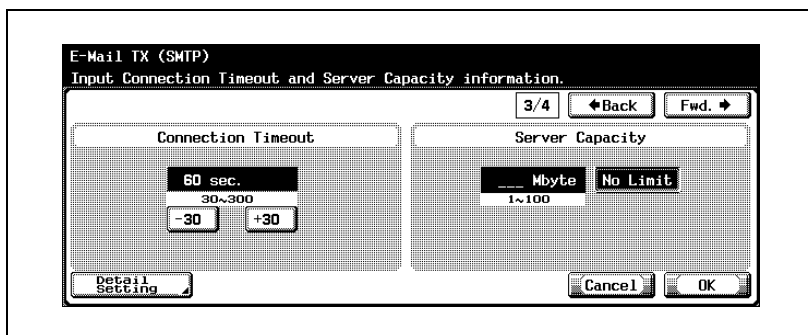 E-Mail TX (SMTP)
Input Connection Timeout and Server Capacity information.
3/4 ←Back Fwd. →
Connection Timeout
Server Capacity
60 sec.
30~300
-30 +30
___ Mbyte No Limit
1~100
Detail
Setting
Cancel OK